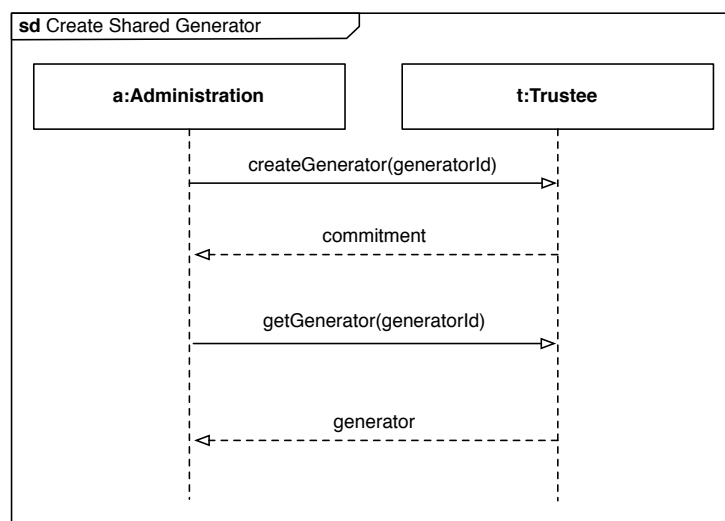 sd Create Shared Generator
a:Administration
t:Trustee
createGenerator(generatorId)
commitment
getGenerator(generatorId)
generator